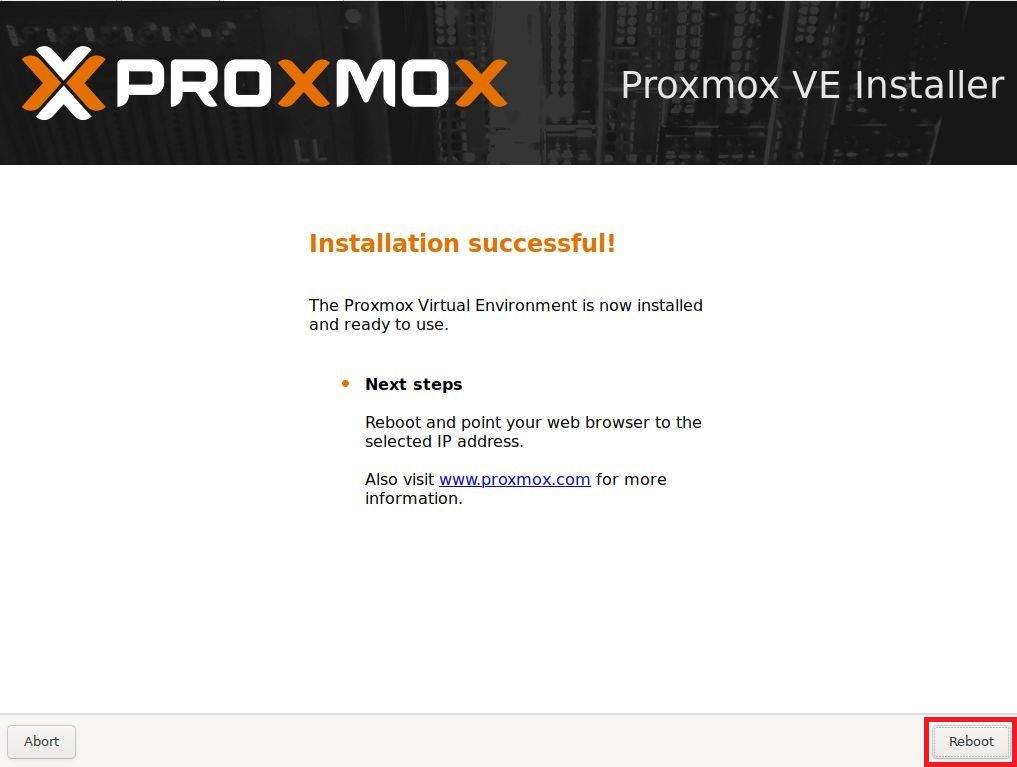 PROXMOX
Proxmox VE Installer
Installation successful!
The Proxmox Virtual Environment is now installed
and ready to use.
Next steps
Reboot and point your web browser to the
selected IP address.
Also visit www.proxmox.com for more
information.
Abort
Reboot